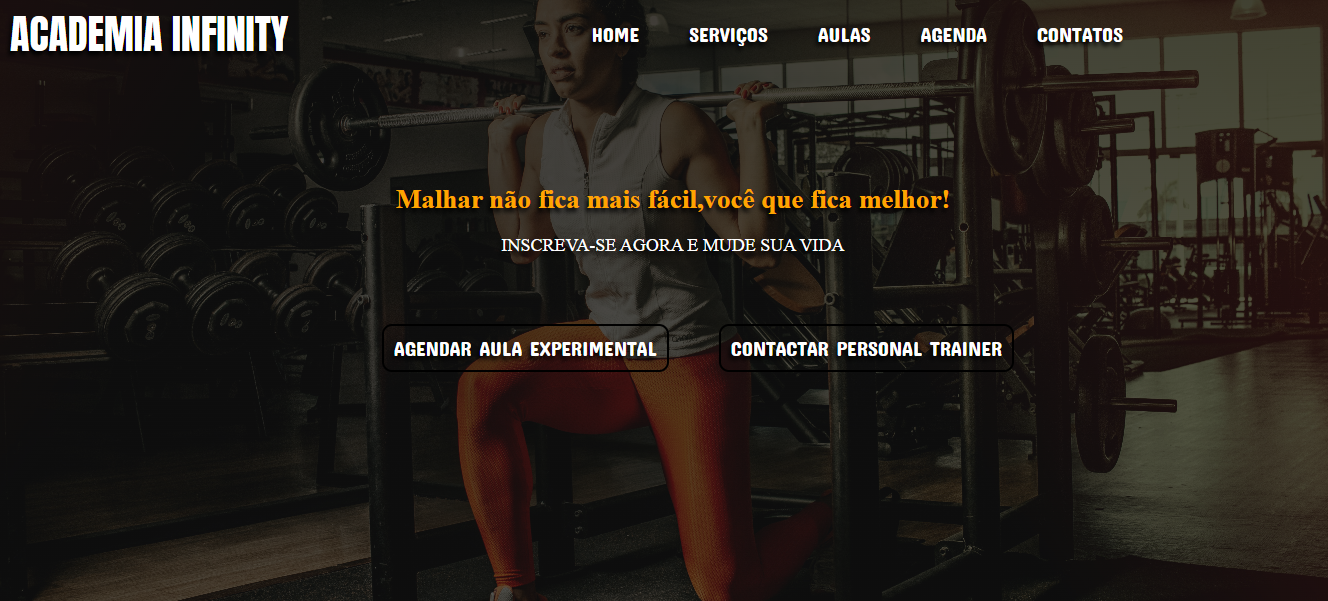 ACADEMIA INFINITY
HOME SERVIÇOS AULAS AGENDA CONTATOS
Malhar não fica mais fácil,você que fica melhor!
INSCREVA-SE AGORA E MUDE SUA VIDA
AGENDAR AULA EXPERIMENTAL CONTACTAR PERSONAL TRAINER